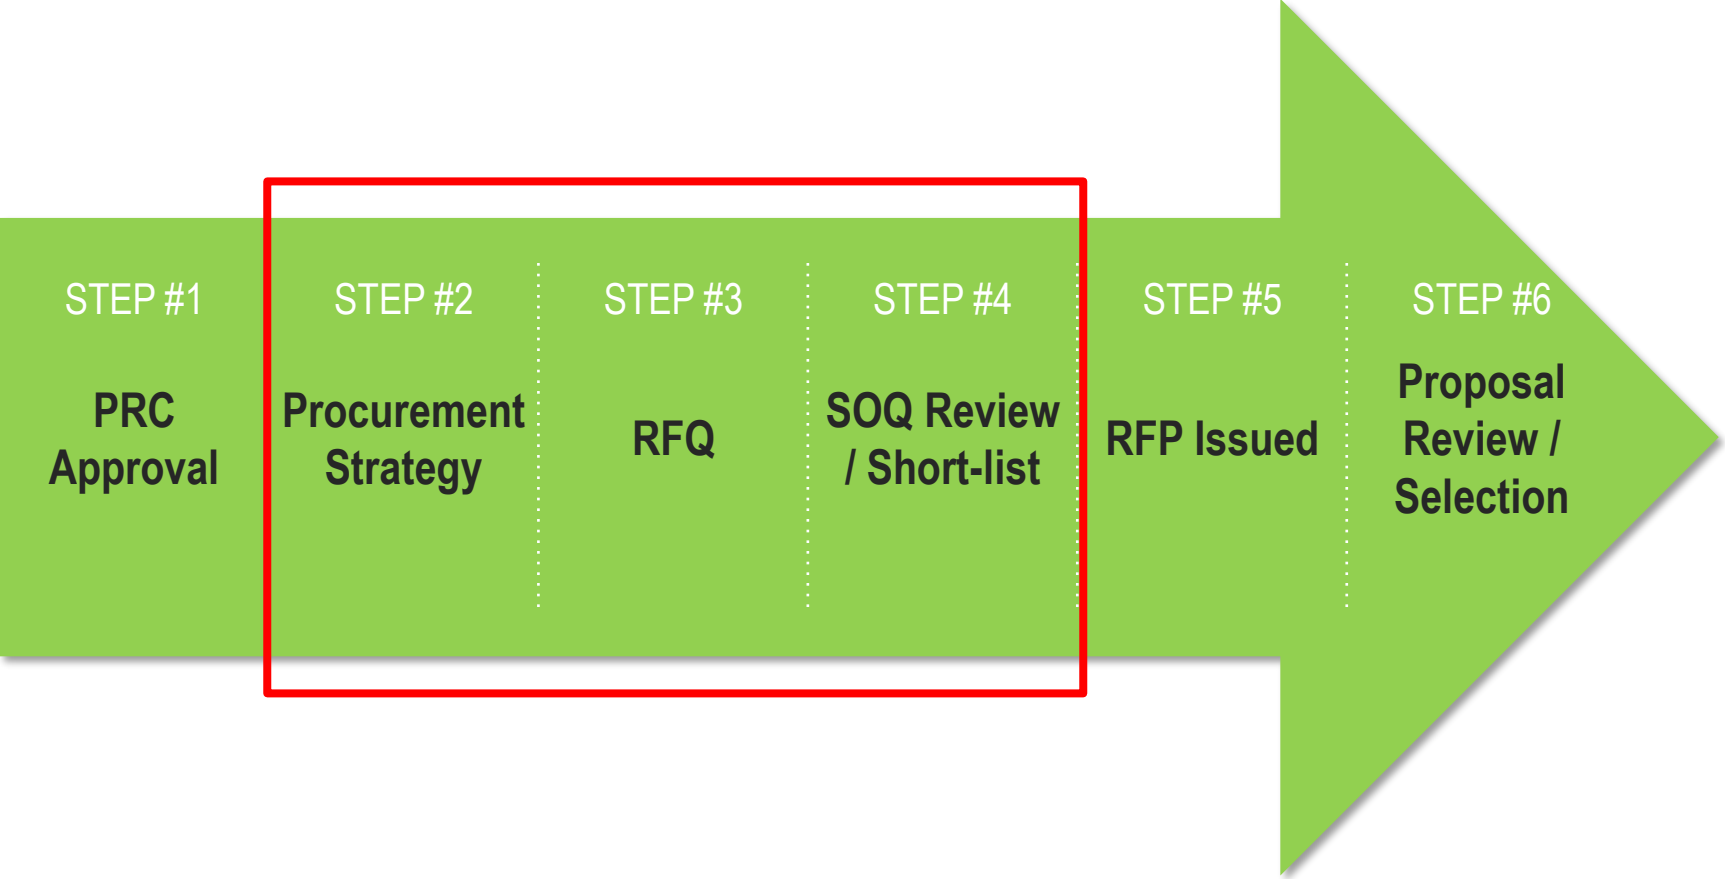 STEP #1
PRC
Approval
STEP #2
Procurement
Strategy
STEP #3
RFQ
STEP #4
SOQ Review
/ Short-list
STEP #5
RFP Issued
STEP #6
Proposal
Review /
Selection